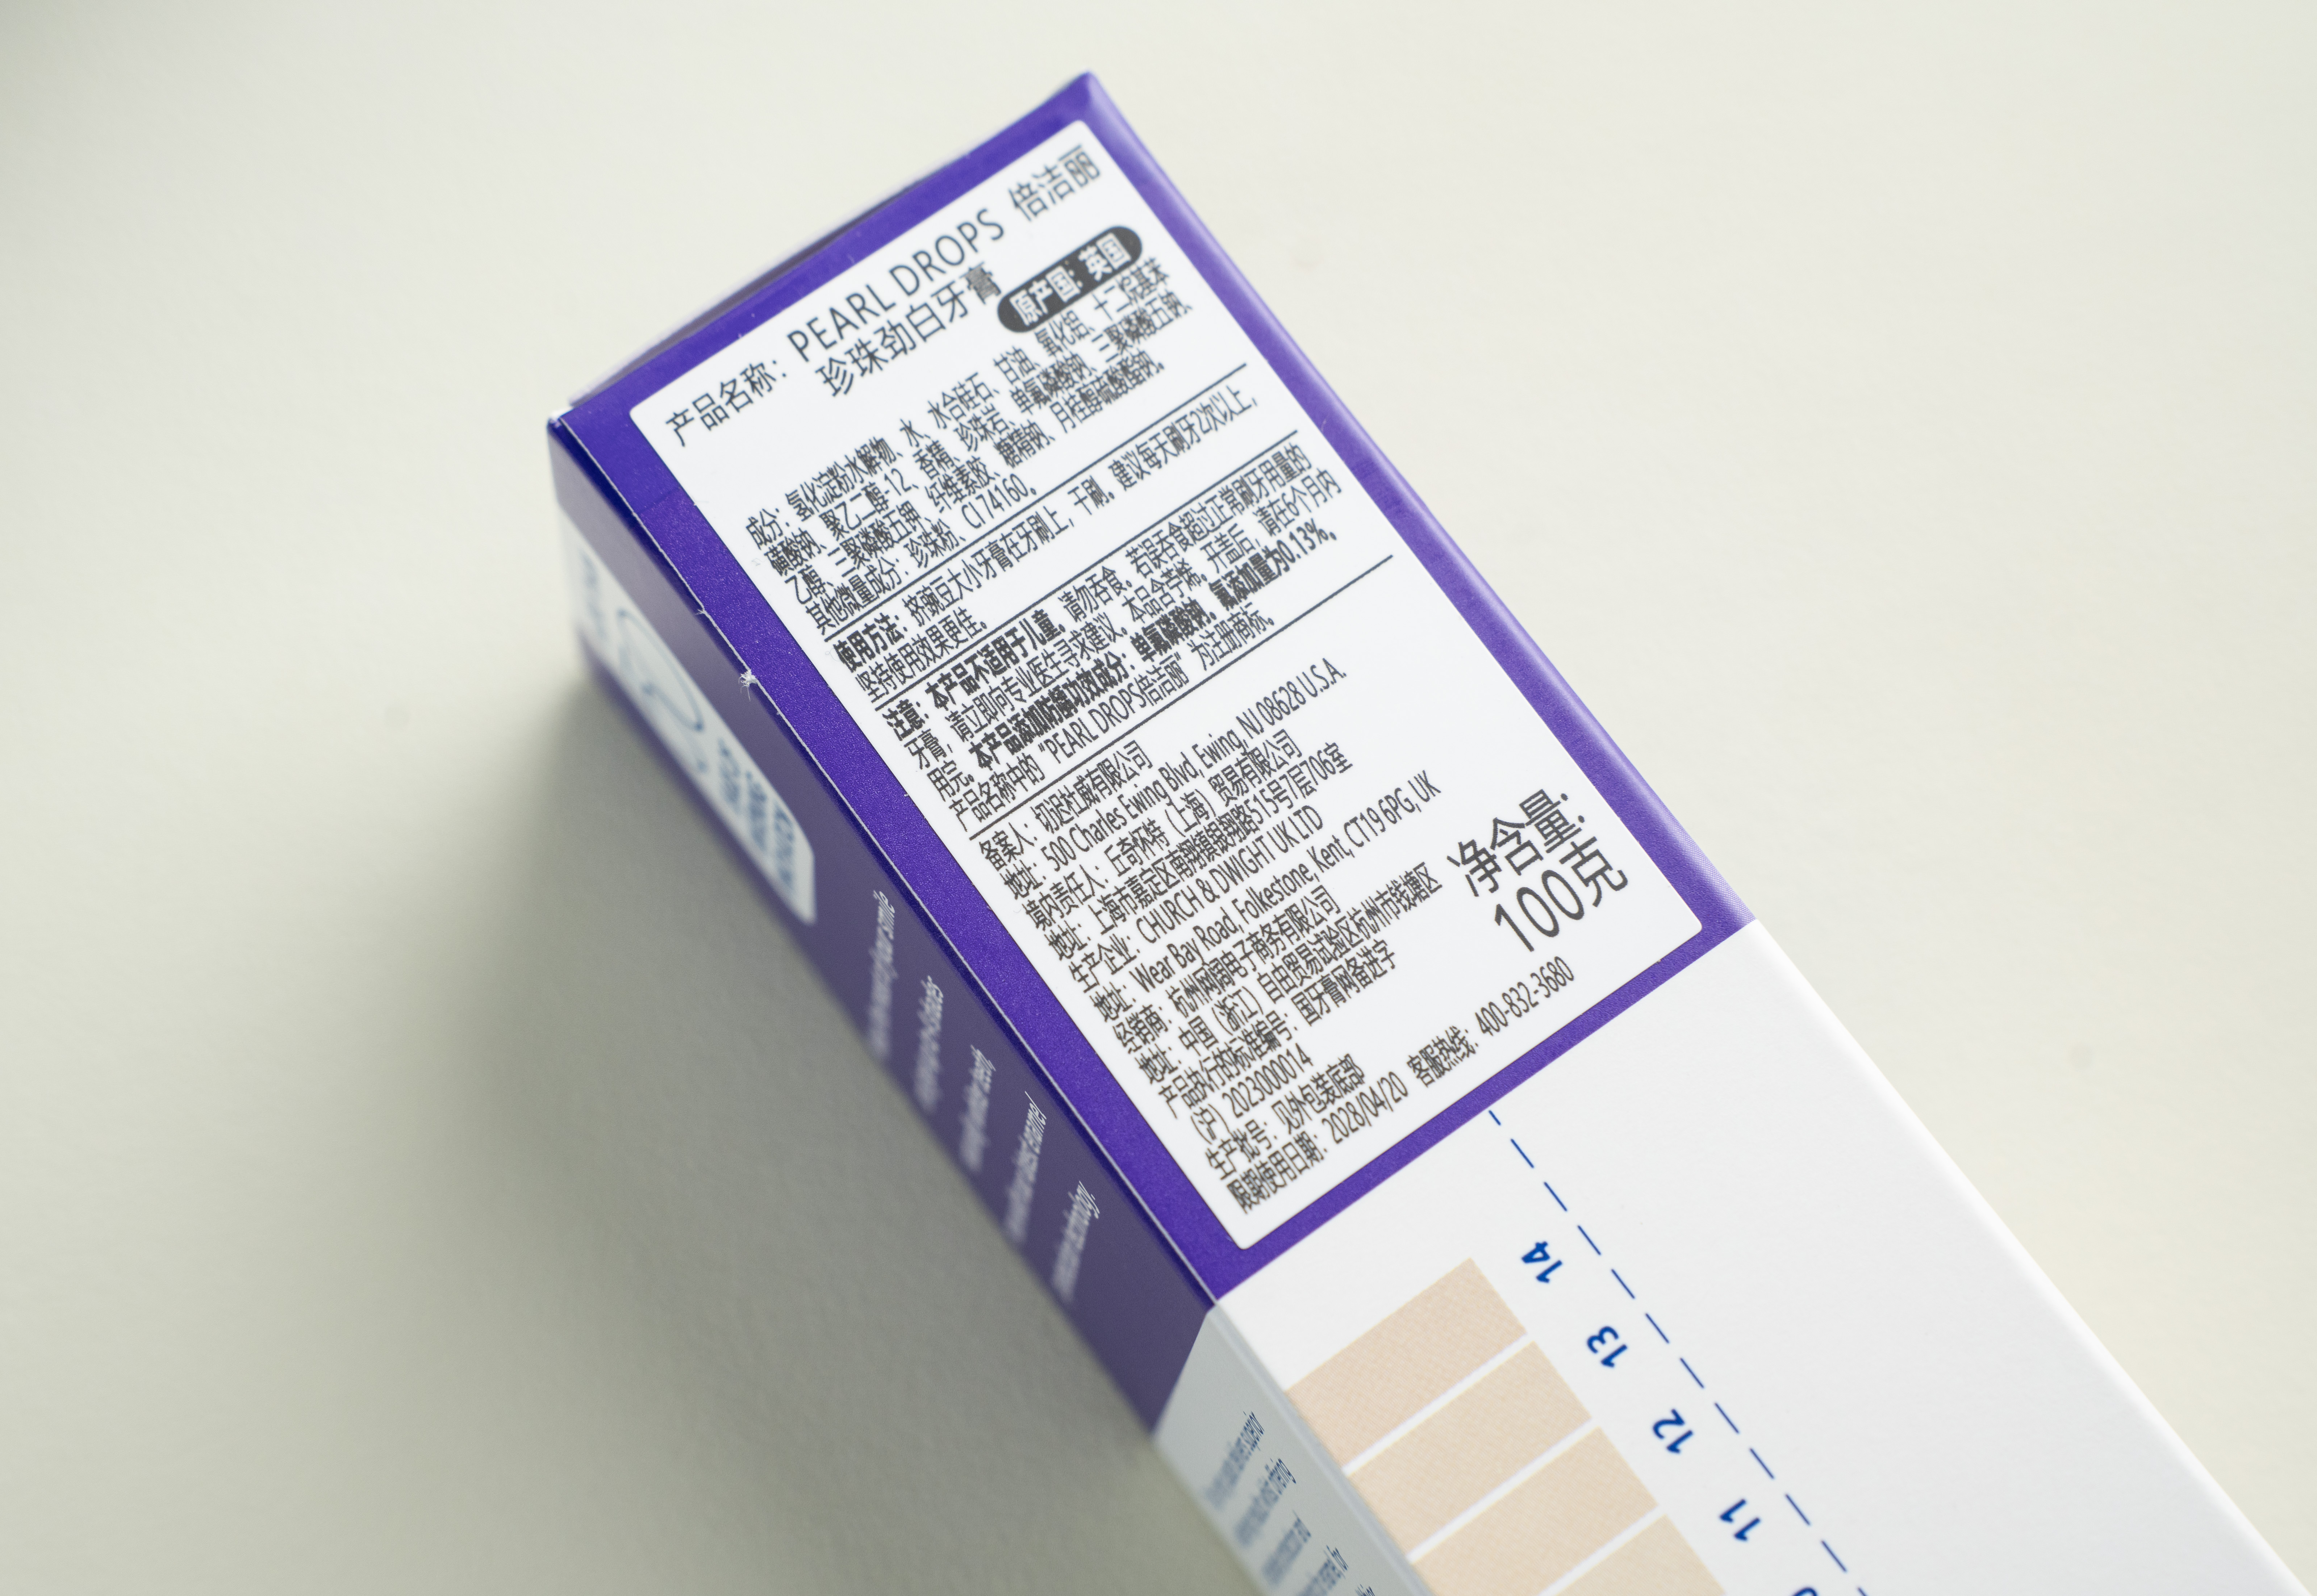 产品名称：PEARL DROPS 倍洁丽
珍珠劲白牙膏
原产国：英国
成分：氢化淀粉水解物、水、水合硅石、甘油、氧化铝、十二烷基苯
磺酸钠、聚乙二醇-12、香精、珍珠岩、单氟磷酸钠、三聚磷酸五钠、
乙醇、三聚磷酸五钾、纤维素胶、糖精钠、月桂醇硫酸酯钠。
其他微量成分：珍珠粉、CI 74160。
使用方法：挤豌豆大小牙膏在牙刷上，干刷。建议每天刷牙2次以上，
坚持使用效果更佳。
注意：本产品不适用于儿童。请勿吞食。若误吞食超过正常刷牙用量的
牙膏，请立即向专业医生寻求建议。本品含苧烯。开盖后，请在6个月内
用完。本产品添加防龋功效成分：单氟磷酸钠，氟添加量为0.13%。
产品名称中的“PEARL DROPS倍洁丽”为注册商标。
备案人：切迟杜威有限公司
地址：500 Charles Ewing Blvd, Ewing, NJ 08628 U.S.A.
境内责任人：丘奇怀特（上海）贸易有限公司
地址：上海市嘉定区南翔镇银翔路515号7层706室
生产企业：CHURCH & DWIGHT UK LTD
地址：Wear Bay Road, Folkestone, Kent, CT19 6PG, UK
经销商：杭州网阔电子商务有限公司
地址：中国（浙江）自由贸易试验区杭州市钱塘区
产品执行的标准编号：国牙膏网备进字
（沪）2023000014
生产批号：见外包装底部
限期使用日期：2028/04/20 客服热线：400-832-3680
净含量：
100克
14
13
12
11